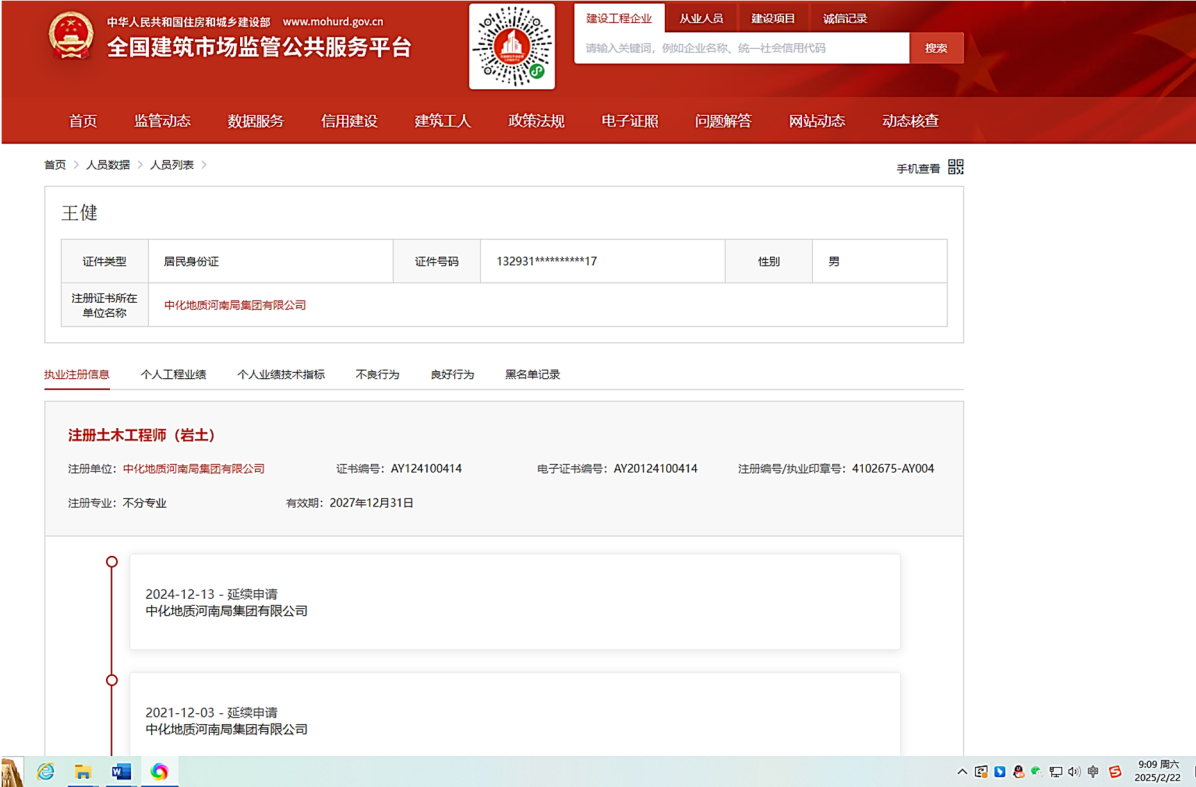 中华人民共和国住房和城乡建设部 www.mohurd.gov.cn
全国建筑市场监管公共服务平台
建设工程企业 从业人员 建设项目 诚信记录
请输入关键词，例如企业名称、统一社会信用代码 搜索
首页 监管动态 数据服务 信用建设 建筑工人 政策法规 电子证照 问题解答 网站动态 动态核查
首页 > 人员数据 > 人员列表 >
手机查看
王健
证件类型 居民身份证 证件号码 132931**********17 性别 男
注册证书所在
单位名称
中化地质河南局集团有限公司
执业注册信息 个人工程业绩 个人业绩技术指标 不良行为 良好行为 黑名单记录
注册土木工程师（岩土）
注册单位：中化地质河南局集团有限公司 证书编号：AY124100414 电子证书编号：AY20124100414 注册编号/执业印章号：4102675-AY004
注册专业：不分专业 有效期：2027年12月31日
2024-12-13 - 延续申请
中化地质河南局集团有限公司
2021-12-03 - 延续申请
中化地质河南局集团有限公司
中
9:09 周六
2025/2/22